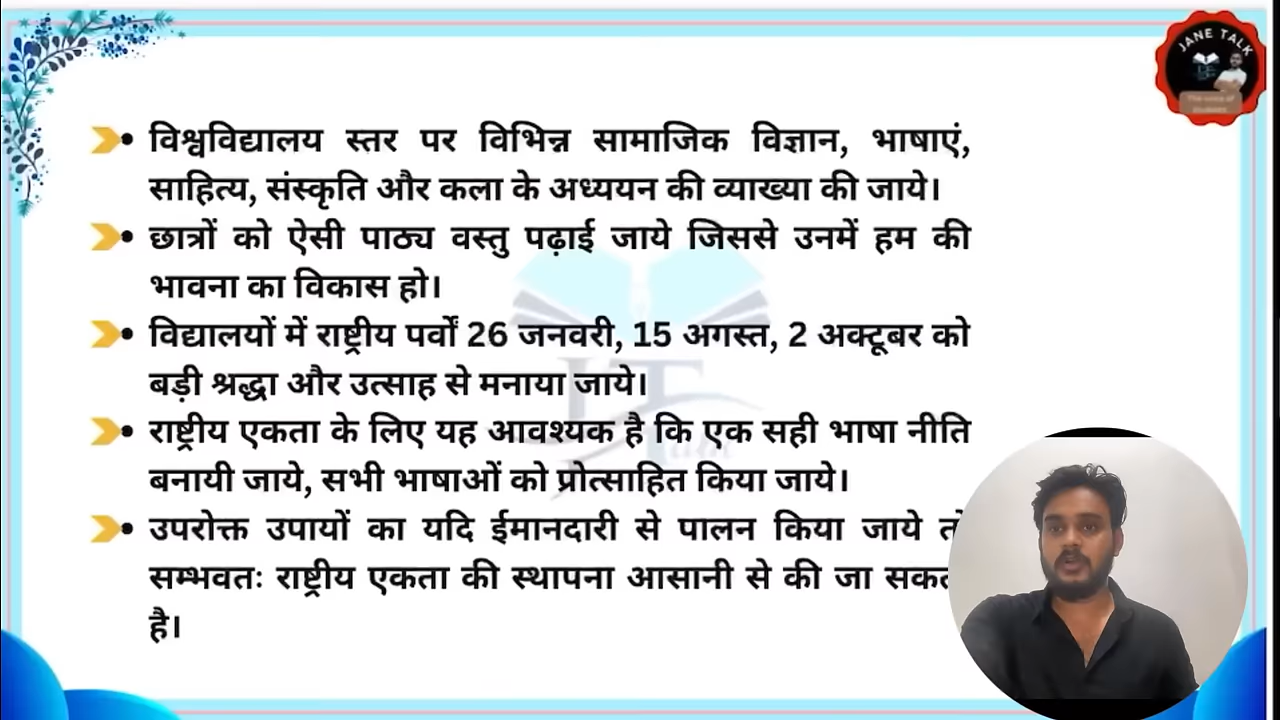 JANE TALK
• विश्वविद्यालय स्तर पर विभिन्न सामाजिक विज्ञान, भाषाएं,
साहित्य, संस्कृति और कला के अध्ययन की व्याख्या की जाये।
• छात्रों को ऐसी पाठ्य वस्तु पढ़ाई जाये जिससे उनमें हम की
भावना का विकास हो।
• विद्यालयों में राष्ट्रीय पर्वों 26 जनवरी, 15 अगस्त, 2 अक्टूबर को
बड़ी श्रद्धा और उत्साह से मनाया जाये।
• राष्ट्रीय एकता के लिए यह आवश्यक है कि एक सही भाषा नीति
बनायी जाये, सभी भाषाओं को प्रोत्साहित किया जाये।
• उपरोक्त उपायों का यदि ईमानदारी से पालन किया जाये
सम्भवतः राष्ट्रीय एकता की स्थापना आसानी से की जा
है।